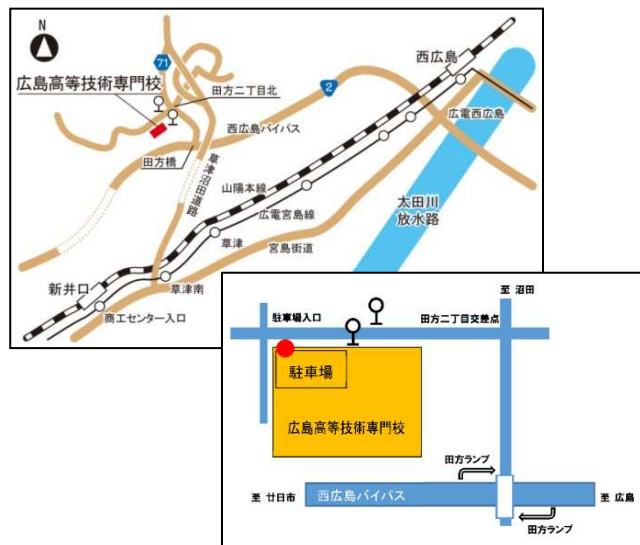 N
71
広島高等技術専門校
田方二丁目北
西広島
2
広電西広島
西広島バイパス
田方橋
草津沼田道路
山陽本線
広電宮島線
太田川
放水路
草津
宮島街道
新井口
草津南
商工センター入口
至 沼田
駐車場入口
田方二丁目交差点
駐車場
広島高等技術専門校
田方ランプ
至 廿日市
西広島バイパス
至 広島
田方ランプ